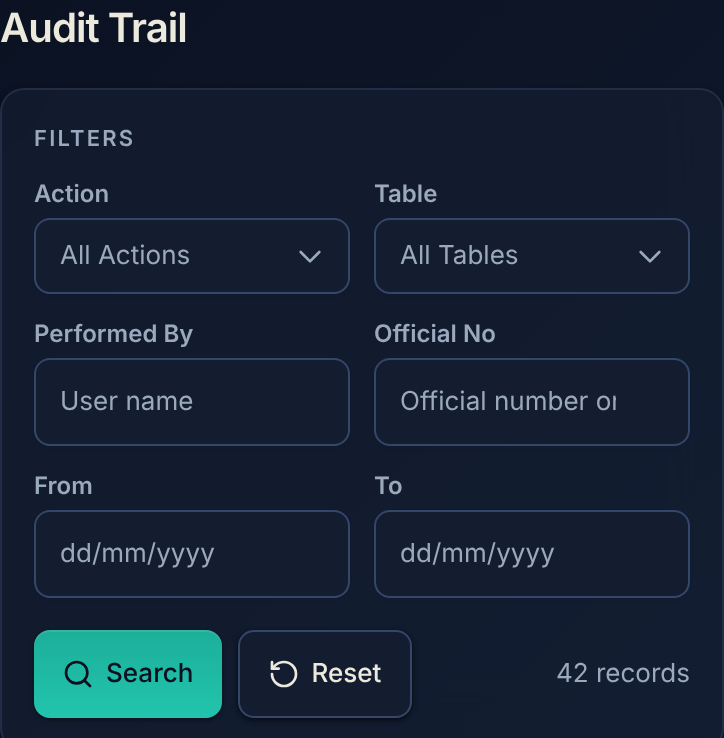 Audit Trail
FILTERS
Action Table
All Actions All Tables
Performed By Official No
User name Official number or
From To
dd/mm/yyyy dd/mm/yyyy
Search Reset 42 records